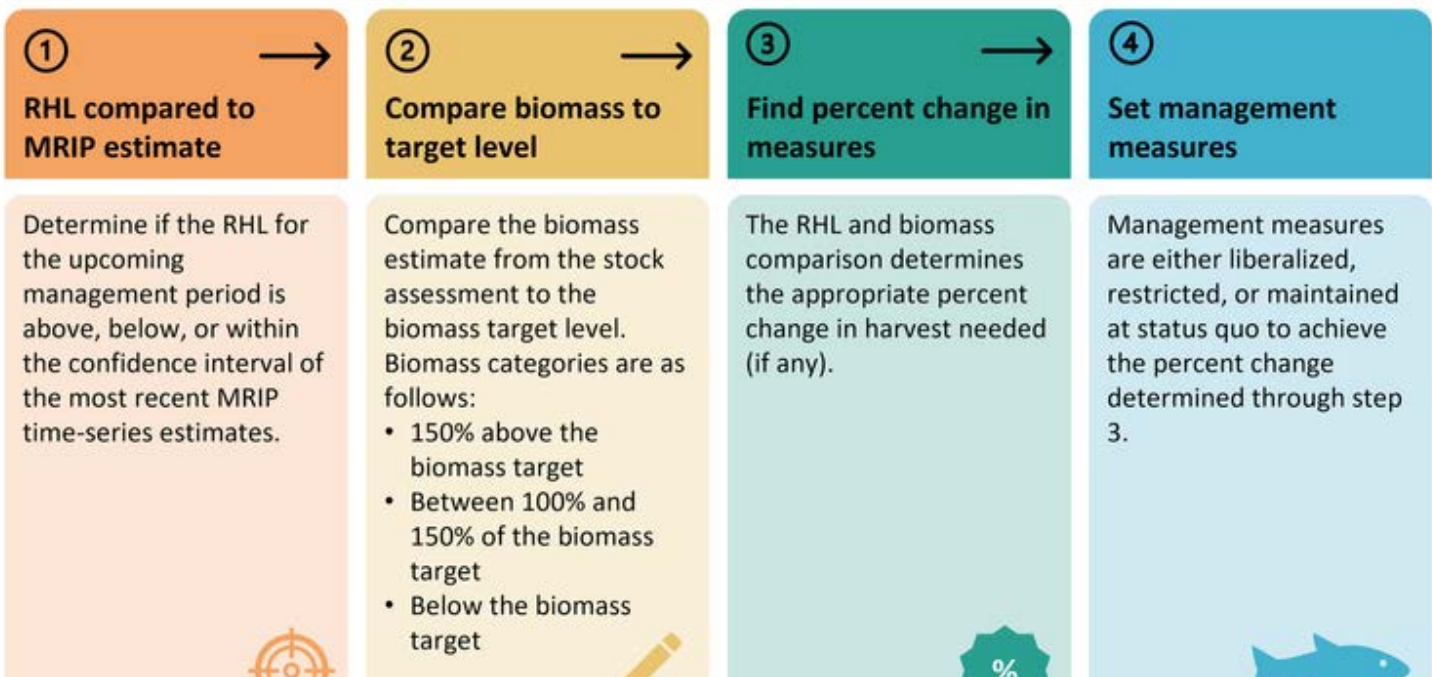 ①
RHL compared to
MRIP estimate
Determine if the RHL for
the upcoming
management period is
above, below, or within
the confidence interval of
the most recent MRIP
time-series estimates.
②
Compare biomass to
target level
Compare the biomass
estimate from the stock
assessment to the
biomass target level.
Biomass categories are as
follows:
• 150% above the
biomass target
• Between 100% and
150% of the biomass
target
• Below the biomass
target
③
Find percent change in
measures
The RHL and biomass
comparison determines
the appropriate percent
change in harvest needed
(if any).
%
④
Set management
measures
Management measures
are either liberalized,
restricted, or maintained
at status quo to achieve
the percent change
determined through step
3.